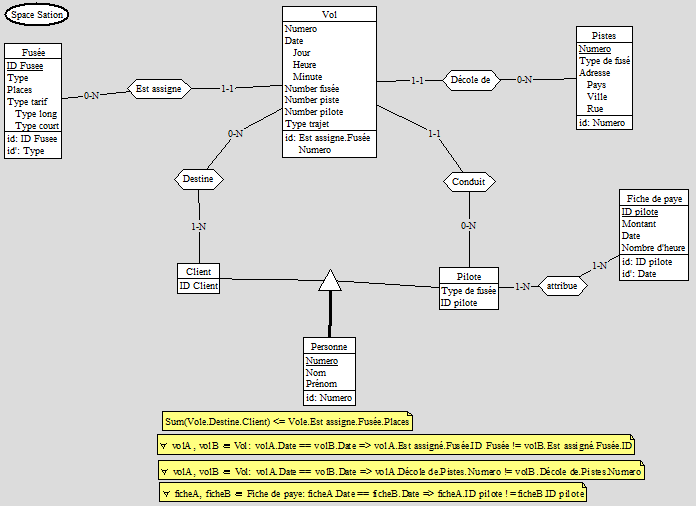 Space Sation
Fusée
ID Fusee
Type
Places
Type tarif
Type long
Type court
id: ID Fusee
id': Type
0-N
Est assigne
1-1
Vol
Numero
Date
Jour
Heure
Minute
Number fusée
Number piste
Number pilote
Type trajet
id: Est assigne.Fusée
Numero
1-1
Décole de
0-N
Pistes
Numero
Type de fusé
Adresse
Pays
Ville
Rue
id: Numero
0-N
Destine
1-N
1-1
Conduit
0-N
Client
ID Client
Pilote
Type de fusée
ID pilote
1-N
attribue
1-N
Fiche de paye
ID pilote
Montant
Date
Nombre d'heure
id: ID pilote
id': Date
Personne
Numero
Nom
Prénom
id: Numero
Sum(Vole.Destine.Client) <= Vole.Est assigne.Fusée.Places
∀ volA, volB ∈ Vol: volA.Date == volB.Date => volA.Est assigné.Fusée.ID Fusée != volB.Est assigné.Fusée.ID
∀ volA, volB ∈ Vol: volA.Date == volB.Date => volA.Décole de.Pistes.Numero != volB.Décole de.Pistes.Numero
∀ ficheA, ficheB ∈ Fiche de paye: ficheA.Date == ficheB.Date => ficheA.ID pilote != ficheB.ID pilote